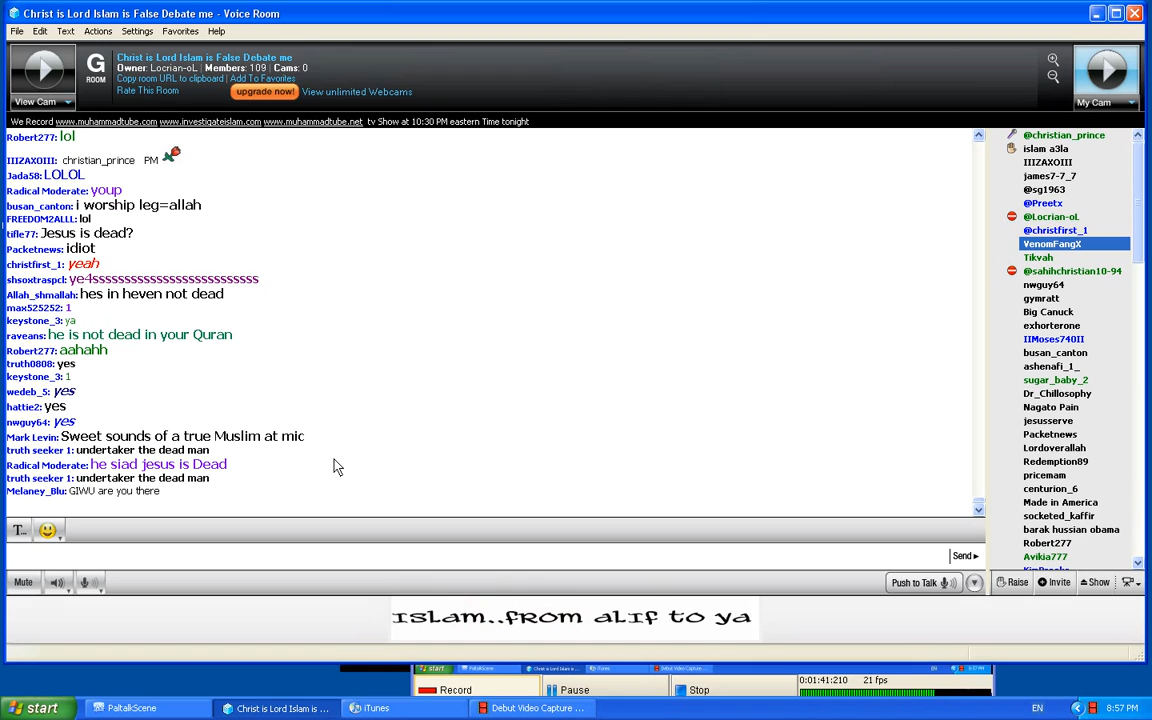 Christ is Lord Islam is False Debate me - Voice Room
File Edit Text Actions Settings Favorites Help
View Cam
G
ROOM
Christ is Lord Islam is False Debate me
Owner: Locrian-oL | Members: 109 | Cams: 0
Copy room URL to clipboard | Add To Favorites
Rate This Room
upgrade now! View unlimited Webcams
My Cam
We Record www.muhammadtube.com www.investigateislam.com www.muhammadtube.net tv Show at 10:30 PM eastern Time tonight
Robert277: lol
IIIZAXOIII: christian_prince PM
Jada58: LOLOL
Radical Moderate: youp
busan_canton: i worship leg=allah
FREEDOM2ALLL: lol
tifle77: Jesus is dead?
Packetnews: idiot
christfirst_1: yeah
shsoxtraspcl: ye4sssssssssssssssssssssssssss
Allah_shmallah: hes in heven not dead
max525252: 1
keystone_3: ya
raveans: he is not dead in your Quran
Robert277: aahahh
truth0808: yes
keystone_3: 1
wedeb_5: yes
hattie2: yes
nwguy64: yes
Mark Levin: Sweet sounds of a true Muslim at mic
truth seeker 1: undertaker the dead man
Radical Moderate: he siad jesus is Dead
truth seeker 1: undertaker the dead man
Melaney_Blu: GIWU are you there
@christian_prince
islam a3la
IIIZAXOIII
james7-7_7
@sg1963
@Preetx
@Locrian-oL
@christfirst_1
VenomFangX
Tikvah
@sahihchristian10-94
nwguy64
gymratt
Big Canuck
exhorterone
IIMoses740II
busan_canton
ashenafi_1_
sugar_baby_2
Dr_Chillosophy
Nagato Pain
jesusserve
Packetnews
Lordoverallah
Redemption89
pricemam
centurion_6
Made in America
socketed_kaffir
barak hussian obama
Robert277
Avikia777
T...
Send
Mute
Push to Talk
Raise Invite Show
Islam..from alif to ya
Record Pause Stop
0:01:41:210 21 fps
start PaltalkScene Christ is Lord Islam is ... iTunes Debut Video Capture ... EN 8:57 PM